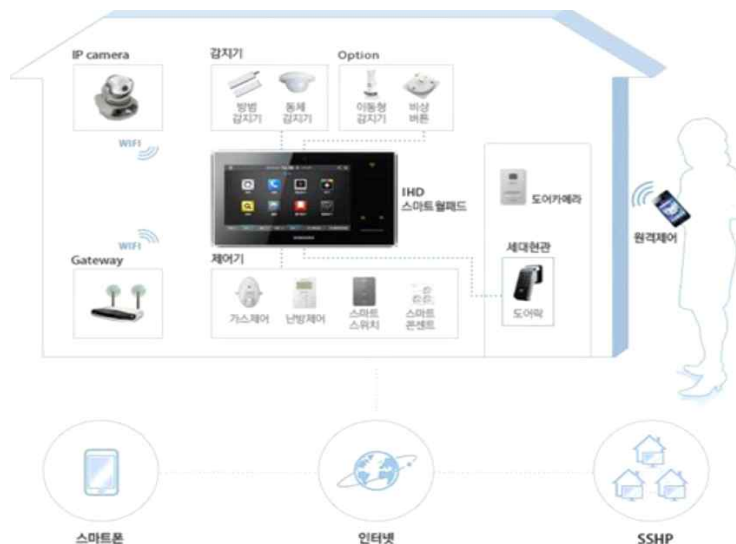 IP camera
감지기
Option
방범
감지기
동체
감지기
이동형
감지기
비상
버튼
WIFI
IHD
스마트월패드
도어카메라
원격제어
WIFI
Gateway
제어기
세대현관
가스제어
난방제어
스마트
스위치
스마트
콘센트
도어락
스마트폰
인터넷
SSHP